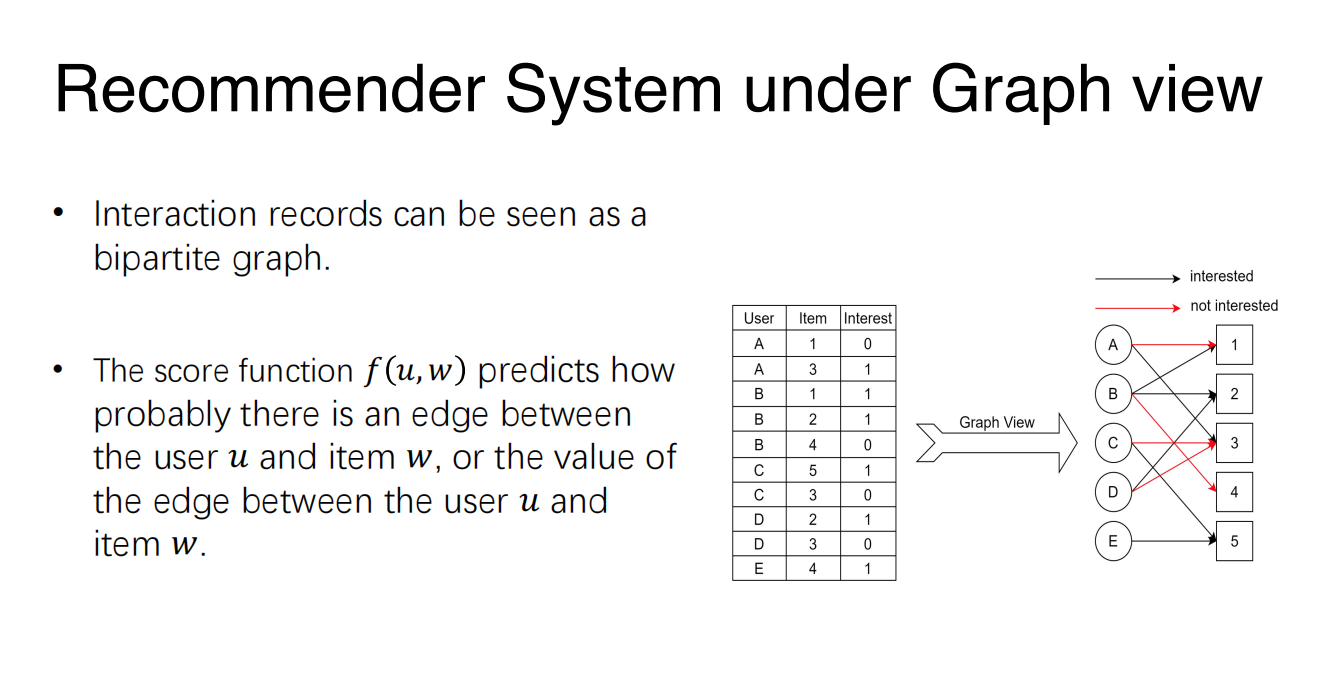 Recommender System under Graph view
• Interaction records can be seen as a
bipartite graph.
• The score function f(u, w) predicts how
probably there is an edge between
the user u and item w, or the value of
the edge between the user u and
item w.
User Item Interest
A 1 0
A 3 1
B 1 1
B 2 1
B 4 0
C 5 1
C 3 0
D 2 1
D 3 0
E 4 1
Graph View
interested
not interested
A 1
B 2
C 3
D 4
E 5